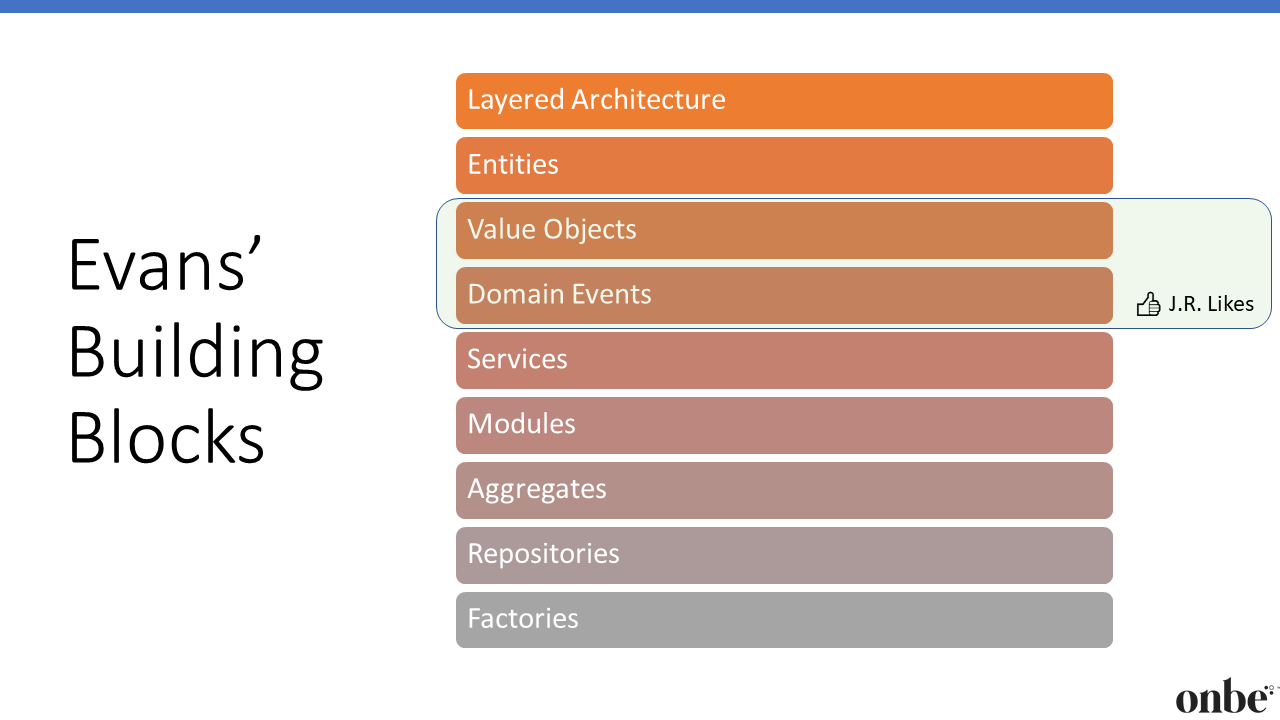 Evans’
Building
Blocks
Layered Architecture
Entities
Value Objects
Domain Events
J.R. Likes
Services
Modules
Aggregates
Repositories
Factories
onbe